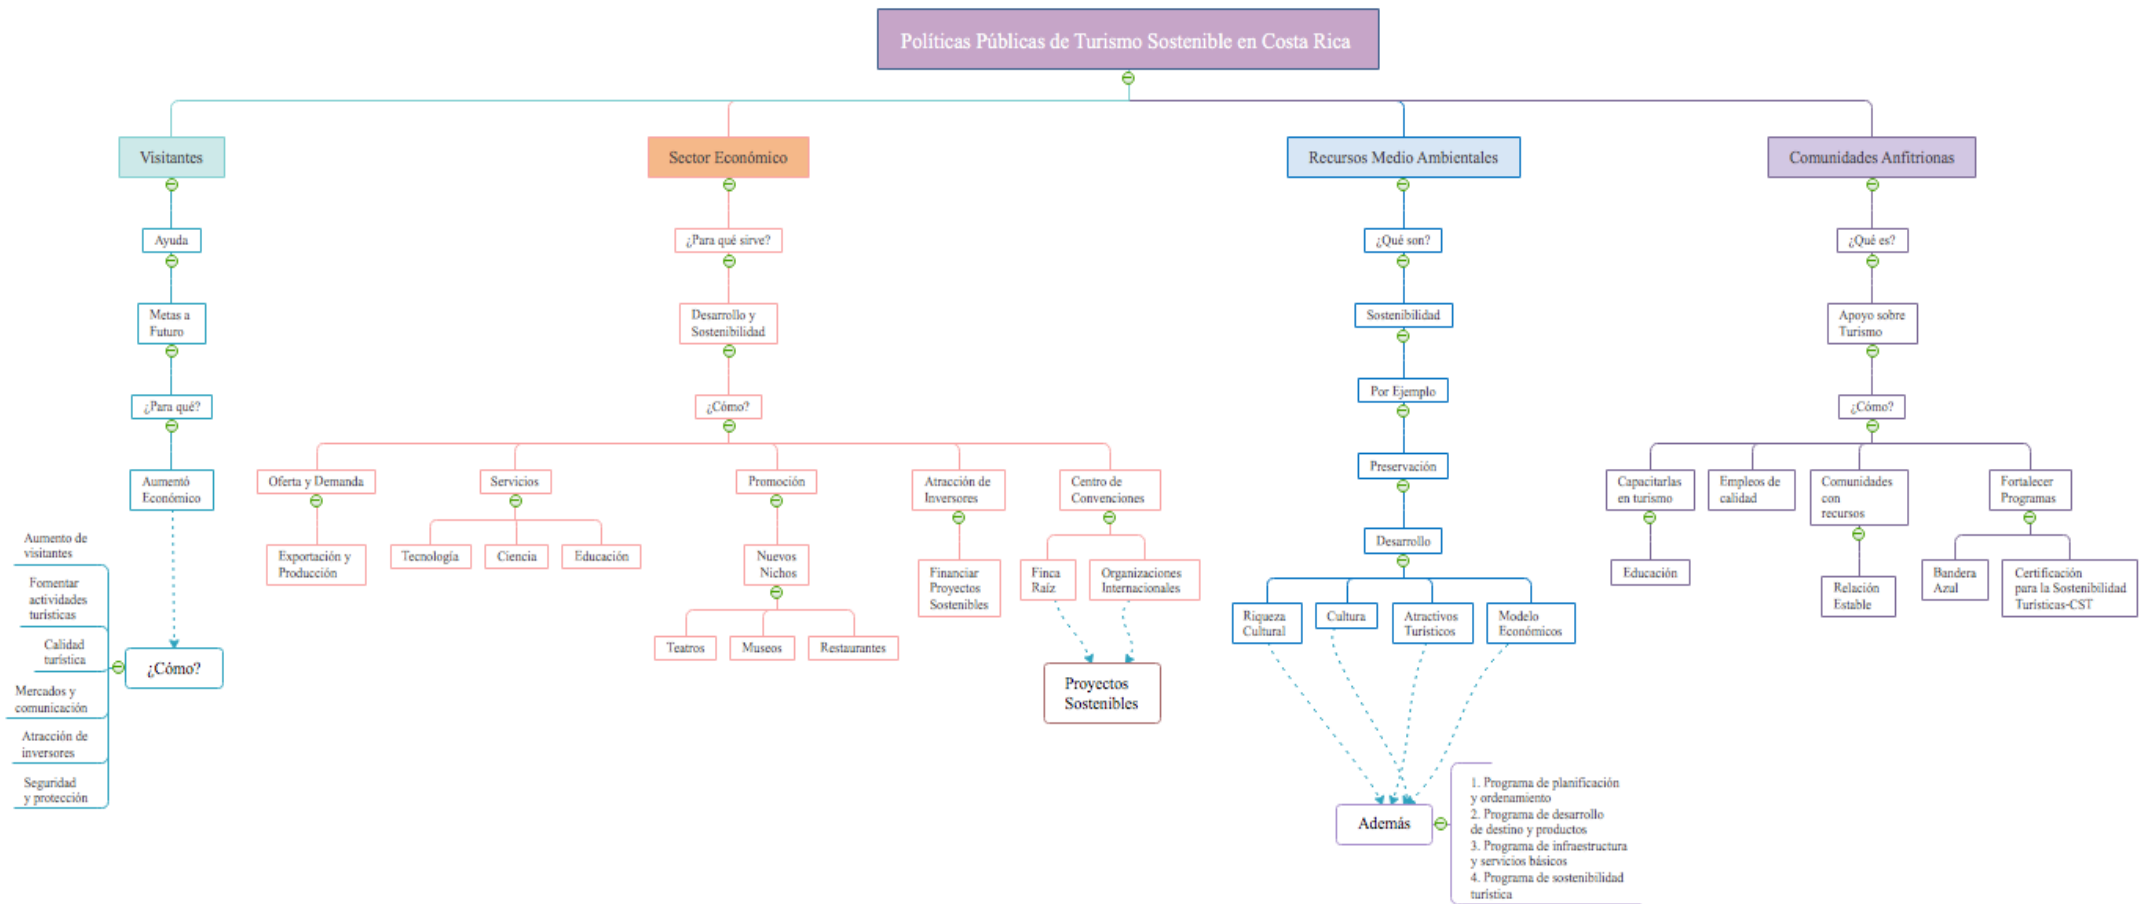 Políticas Públicas de Turismo Sostenible en Costa Rica
Visitantes
Ayuda
Metas a
Futuro
¿Para qué?
Aumentó
Económico
¿Cómo?
Aumento de
visitantes
Fomentar
actividades
turísticas
Calidad
turística
Mercados y
comunicación
Atracción de
inversores
Seguridad
y protección
Sector Económico
¿Para qué sirve?
Desarrollo y
Sostenibilidad
¿Cómo?
Oferta y Demanda
Exportación y
Producción
Servicios
Tecnología
Ciencia
Educación
Promoción
Nuevos
Nichos
Teatros
Museos
Restaurantes
Atracción de
Inversores
Financiar
Proyectos
Sostenibles
Centro de
Convenciones
Finca
Raíz
Organizaciones
Internacionales
Proyectos
Sostenibles
Recursos Medio Ambientales
¿Qué son?
Sostenibilidad
Por Ejemplo
Preservación
Desarrollo
Riqueza
Cultural
Cultura
Atractivos
Turísticos
Modelo
Económicos
Además
1. Programa de planificación
y ordenamiento
2. Programa de desarrollo
de destino y productos
3. Programa de infraestructura
y servicios básicos
4. Programa de sostenibilidad
turística
Comunidades Anfitrionas
¿Qué es?
Apoyo sobre
Turismo
¿Cómo?
Capacitarlas
en turismo
Educación
Empleos de
calidad
Comunidades
con
recursos
Relación
Estable
Fortalecer
Programas
Bandera
Azul
Certificación
para la Sostenibilidad
Turísticas-CST